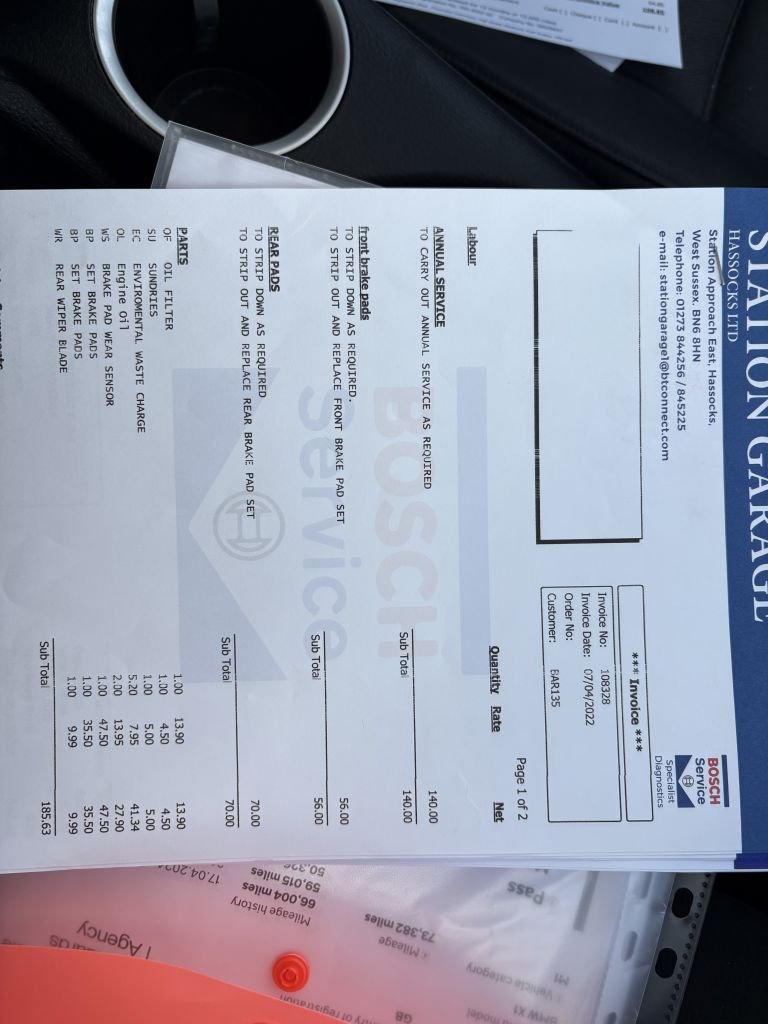 STATION GARAGE
HASSOCKS LTD
Station Approach East, Hassocks,
West Sussex. BN6 8HN
Telephone: 01273 844256 / 845225
e-mail: stationgarage1@btconnect.com
BOSCH
Service
Specialist
Diagnostics
*** Invoice ***
Invoice No: 108328
Invoice Date: 07/04/2022
Order No:
Customer: BAR135
Page 1 of 2
Labour Quantity Rate Net
ANNUAL SERVICE
TO CARRY OUT ANNUAL SERVICE AS REQUIRED 140.00
Sub Total 140.00
front brake pads
TO STRIP DOWN AS REQUIRED.
TO STRIP OUT AND REPLACE FRONT BRAKE PAD SET 56.00
Sub Total 56.00
REAR PADS
TO STRIP DOWN AS REQUIRED
TO STRIP OUT AND REPLACE REAR BRAKE PAD SET 70.00
Sub Total 70.00
PARTS
OF OIL FILTER 1.00 13.90 13.90
SU SUNDRIES 1.00 4.50 4.50
EC ENVIROMENTAL WASTE CHARGE 1.00 5.00 5.00
OL Engine Oil 5.20 7.95 41.34
WS BRAKE PAD WEAR SENSOR 2.00 13.95 27.90
BP SET BRAKE PADS 1.00 47.50 47.50
BP SET BRAKE PADS 1.00 35.50 35.50
WR REAR WIPER BLADE 1.00 9.99 9.99
Sub Total 185.63
BOSCH
Service
GB
BMW X1
Vehicle category
M1
Mileage
73,382 miles
Pass
Mileage history
66,004 miles
59,015 miles
Agency